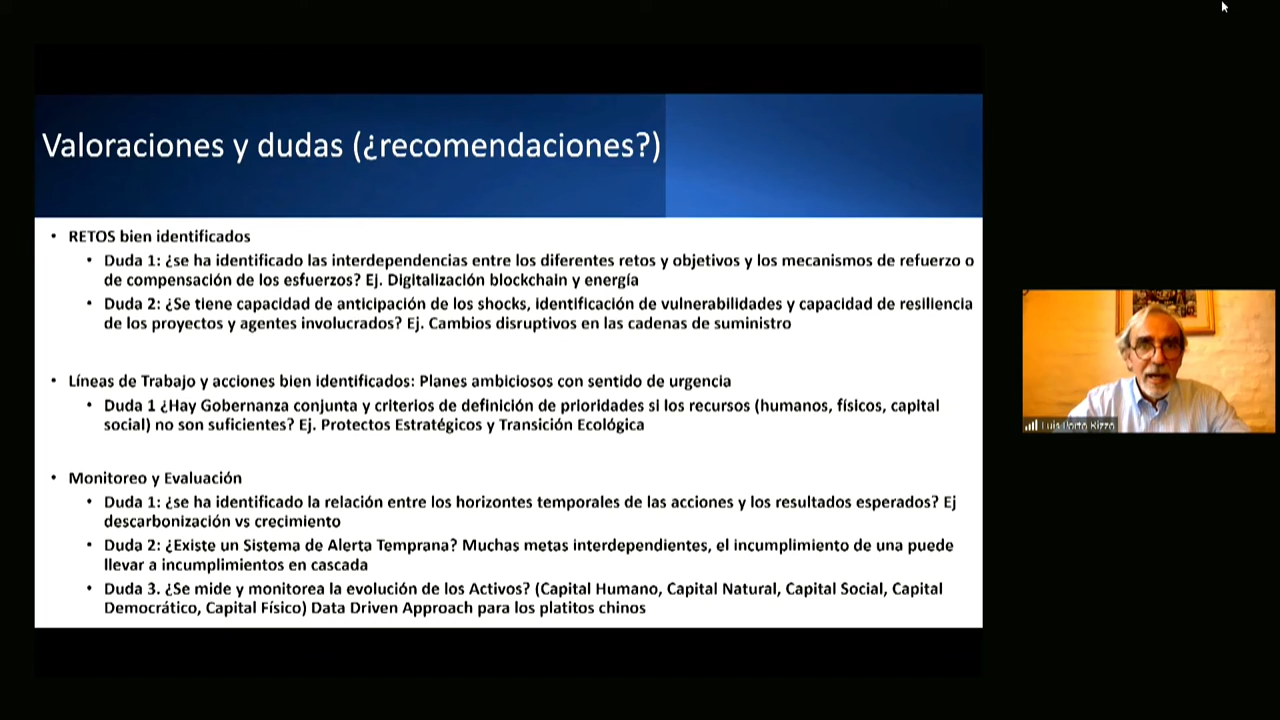 Valoraciones y dudas (¿recomendaciones?)
• RETOS bien identificados
• Duda 1: ¿se ha identificado las interdependencias entre los diferentes retos y objetivos y los mecanismos de refuerzo o
de compensación de los esfuerzos? Ej. Digitalización blockchain y energía
• Duda 2: ¿Se tiene capacidad de anticipación de los shocks, identificación de vulnerabilidades y capacidad de resiliencia
de los proyectos y agentes involucrados? Ej. Cambios disruptivos en las cadenas de suministro
• Líneas de Trabajo y acciones bien identificados: Planes ambiciosos con sentido de urgencia
• Duda 1 ¿Hay Gobernanza conjunta y criterios de definición de prioridades si los recursos (humanos, físicos, capital
social) no son suficientes? Ej. Protectos Estratégicos y Transición Ecológica
• Monitoreo y Evaluación
• Duda 1: ¿se ha identificado la relación entre los horizontes temporales de las acciones y los resultados esperados? Ej
descarbonización vs crecimiento
• Duda 2: ¿Existe un Sistema de Alerta Temprana? Muchas metas interdependientes, el incumplimiento de una puede
llevar a incumplimientos en cascada
• Duda 3. ¿Se mide y monitorea la evolución de los Activos? (Capital Humano, Capital Natural, Capital Social, Capital
Democrático, Capital Físico) Data Driven Approach para los platitos chinos
Luis Porto Rizzo